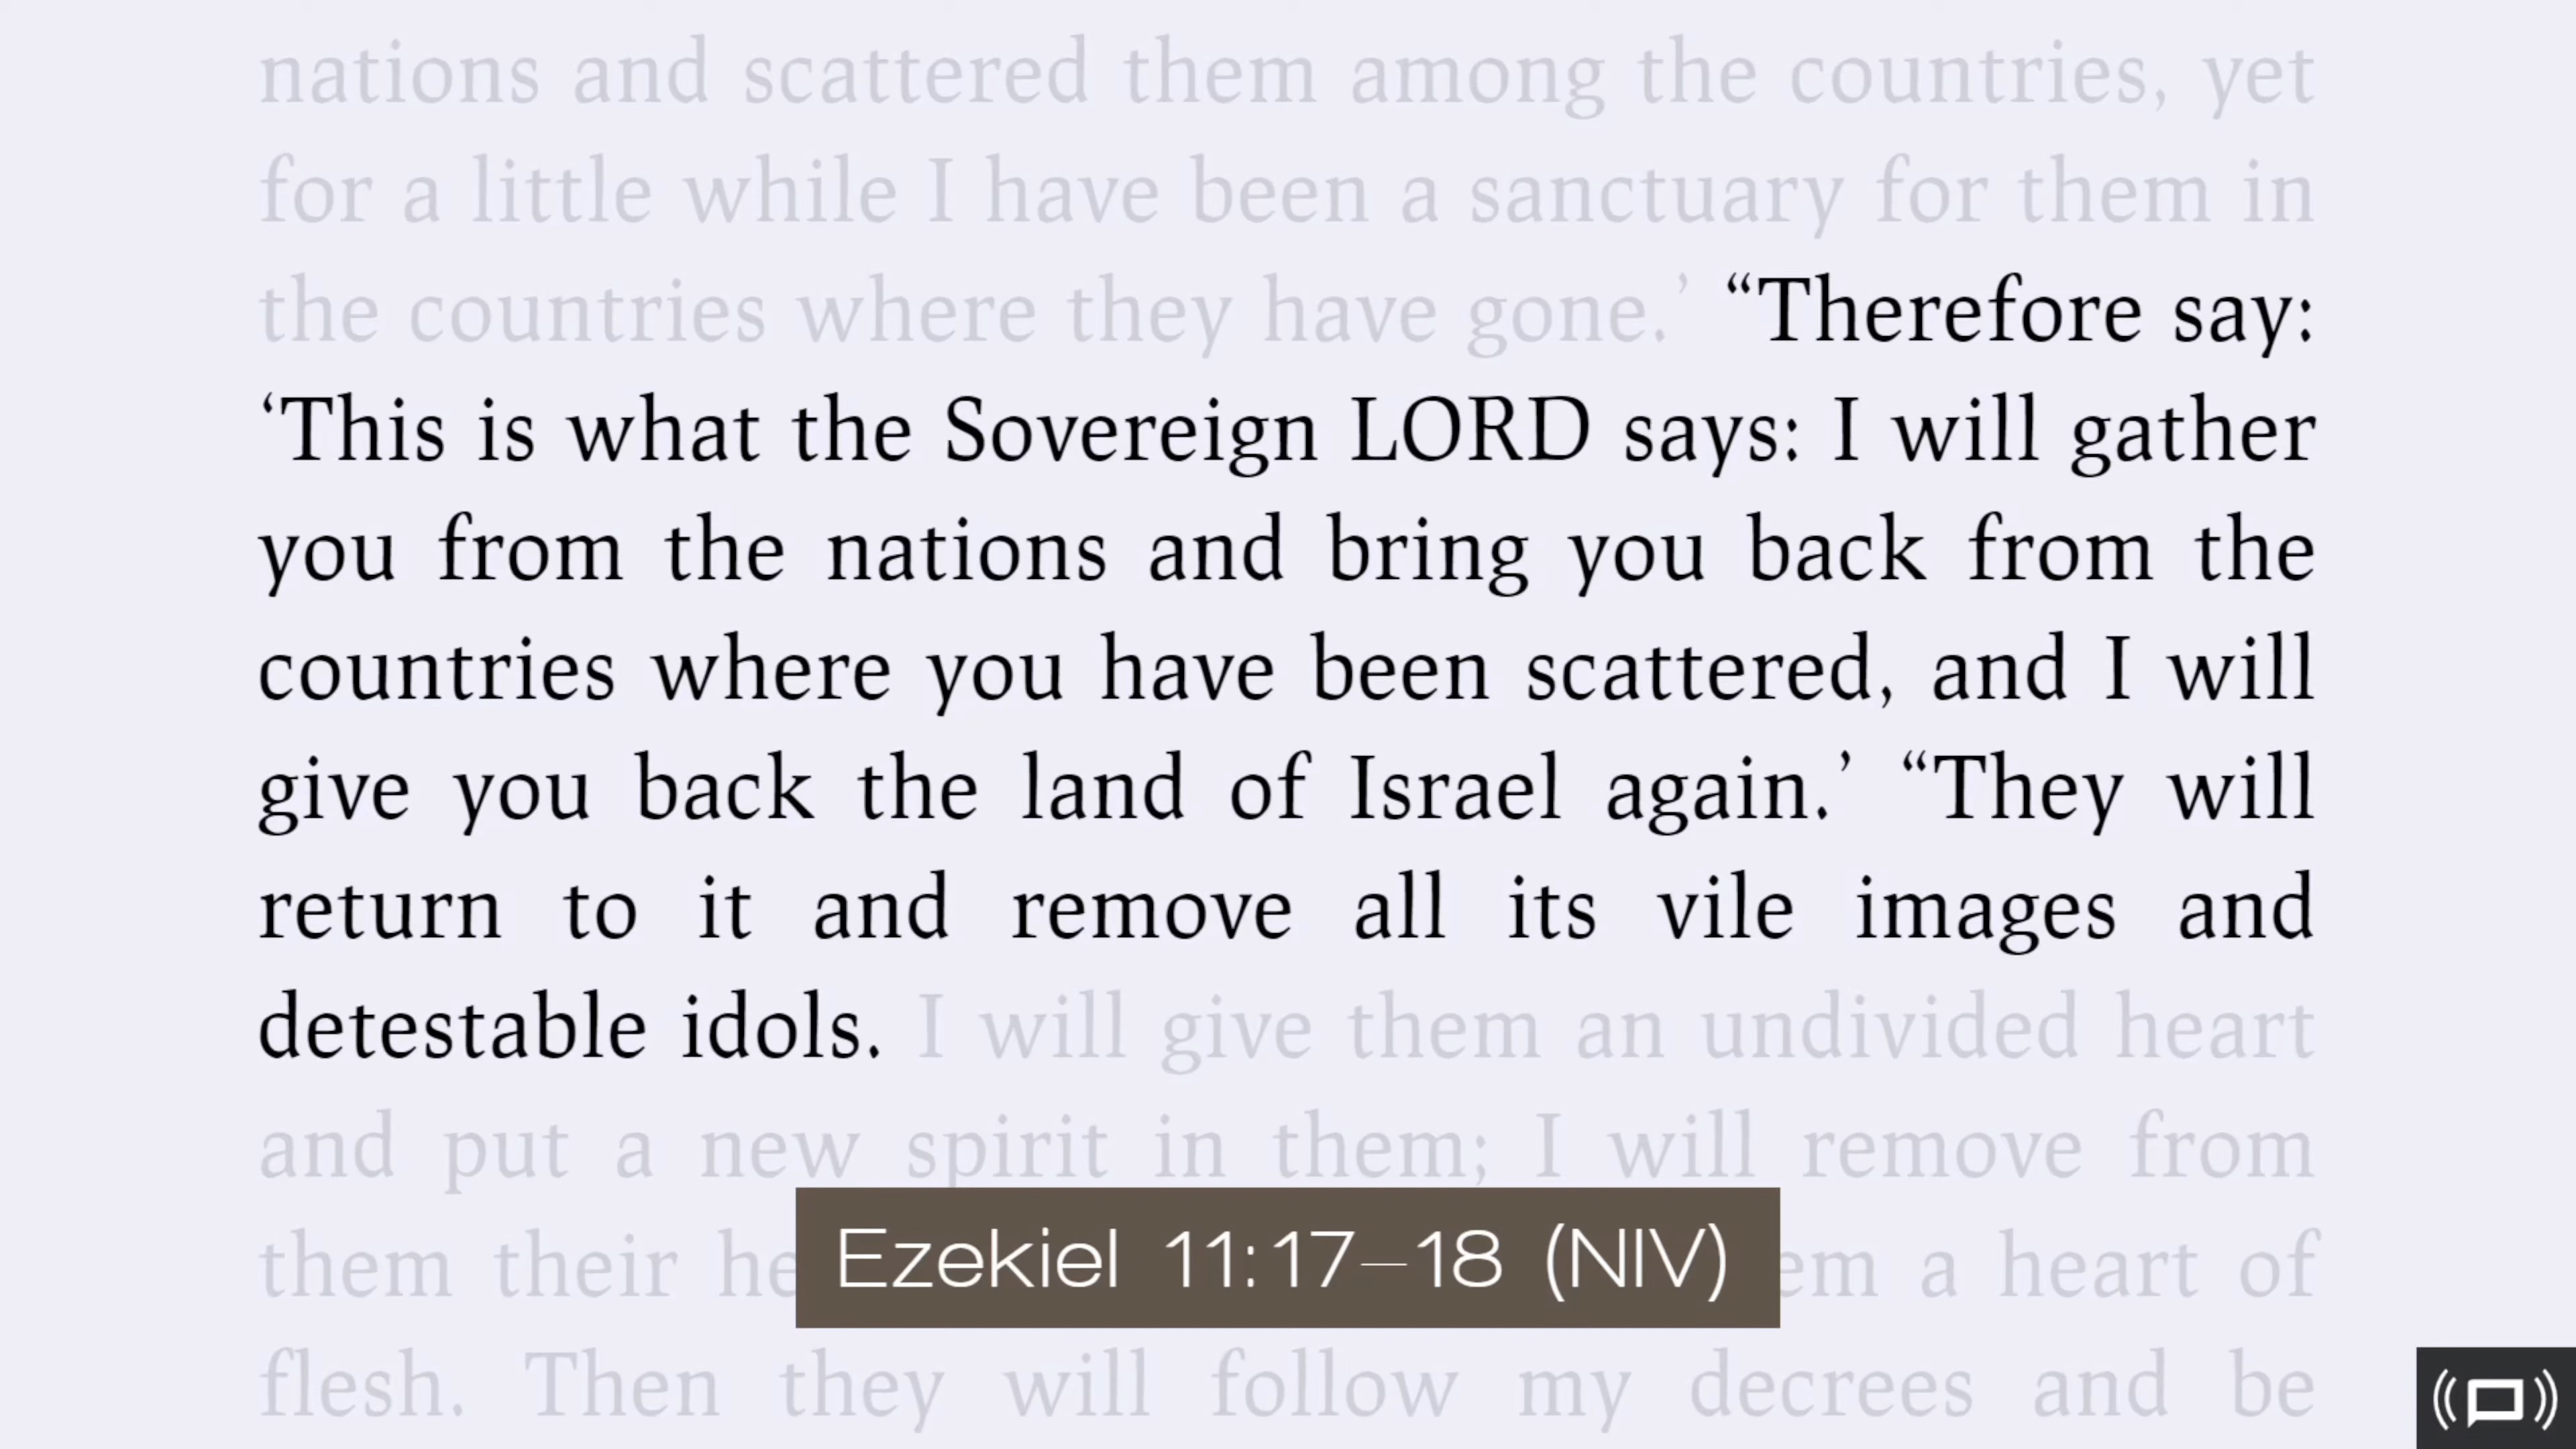 nations and scattered them among the countries, yet
for a little while I have been a sanctuary for them in
the countries where they have gone.’ “Therefore say:
‘This is what the Sovereign LORD says: I will gather
you from the nations and bring you back from the
countries where you have been scattered, and I will
give you back the land of Israel again.’ “They will
return to it and remove all its vile images and
detestable idols. I will give them an undivided heart
and put a new spirit in them; I will remove from
them their a heart of
Ezekiel 11:17–18 (NIV)
flesh. Then they will follow my decrees and be